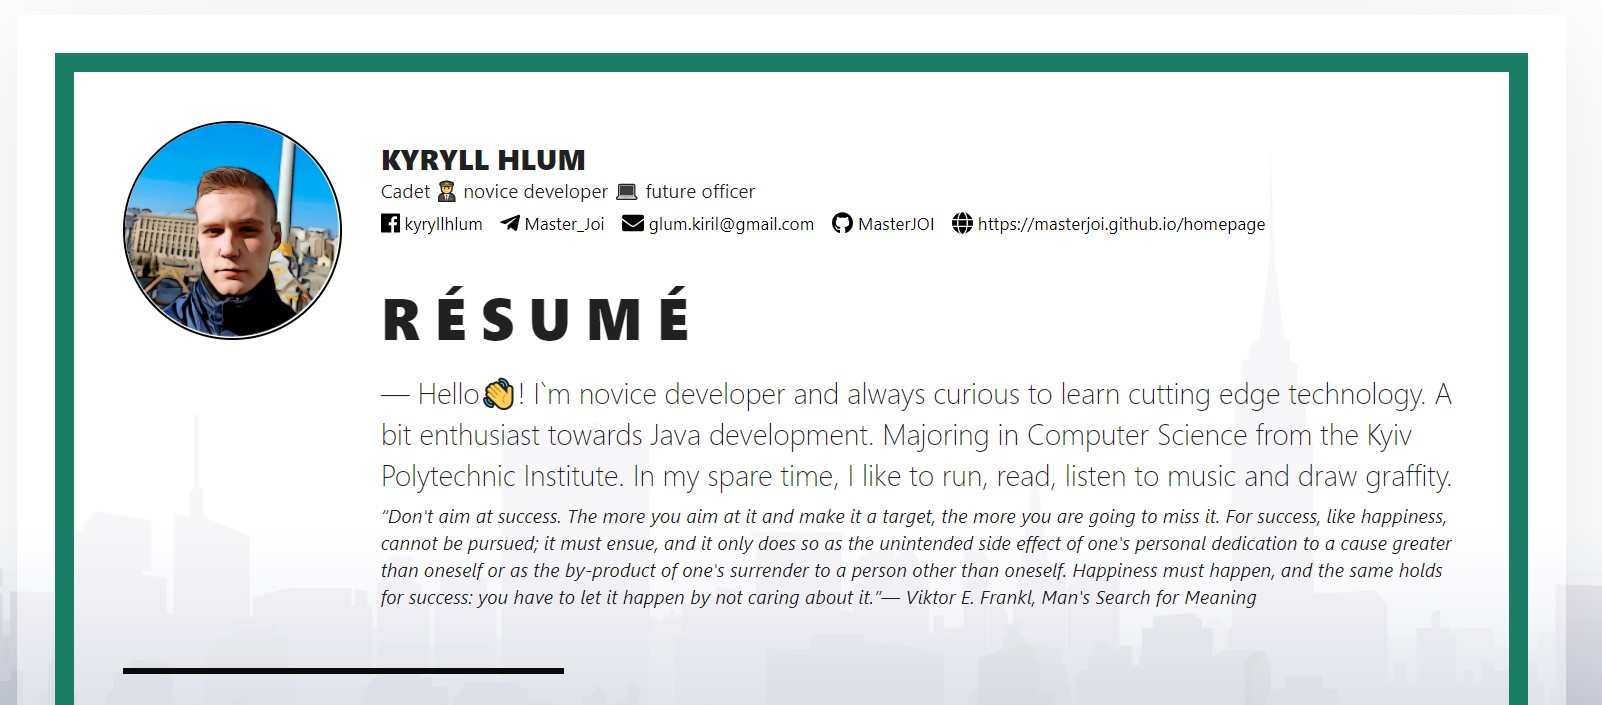 KYRYLL HLUM
Cadet 👨‍✈️ novice developer 💻 future officer
kyryllhlum Master_Joi glum.kiril@gmail.com MasterJOI https://masterjoi.github.io/homepage
RÉSUMÉ
— Hello👋! I`m novice developer and always curious to learn cutting edge technology. A
bit enthusiast towards Java development. Majoring in Computer Science from the Kyiv
Polytechnic Institute. In my spare time, I like to run, read, listen to music and draw graffity.
“Don't aim at success. The more you aim at it and make it a target, the more you are going to miss it. For success, like happiness,
cannot be pursued; it must ensue, and it only does so as the unintended side effect of one's personal dedication to a cause greater
than oneself or as the by-product of one's surrender to a person other than oneself. Happiness must happen, and the same holds
for success: you have to let it happen by not caring about it.”— Viktor E. Frankl, Man's Search for Meaning